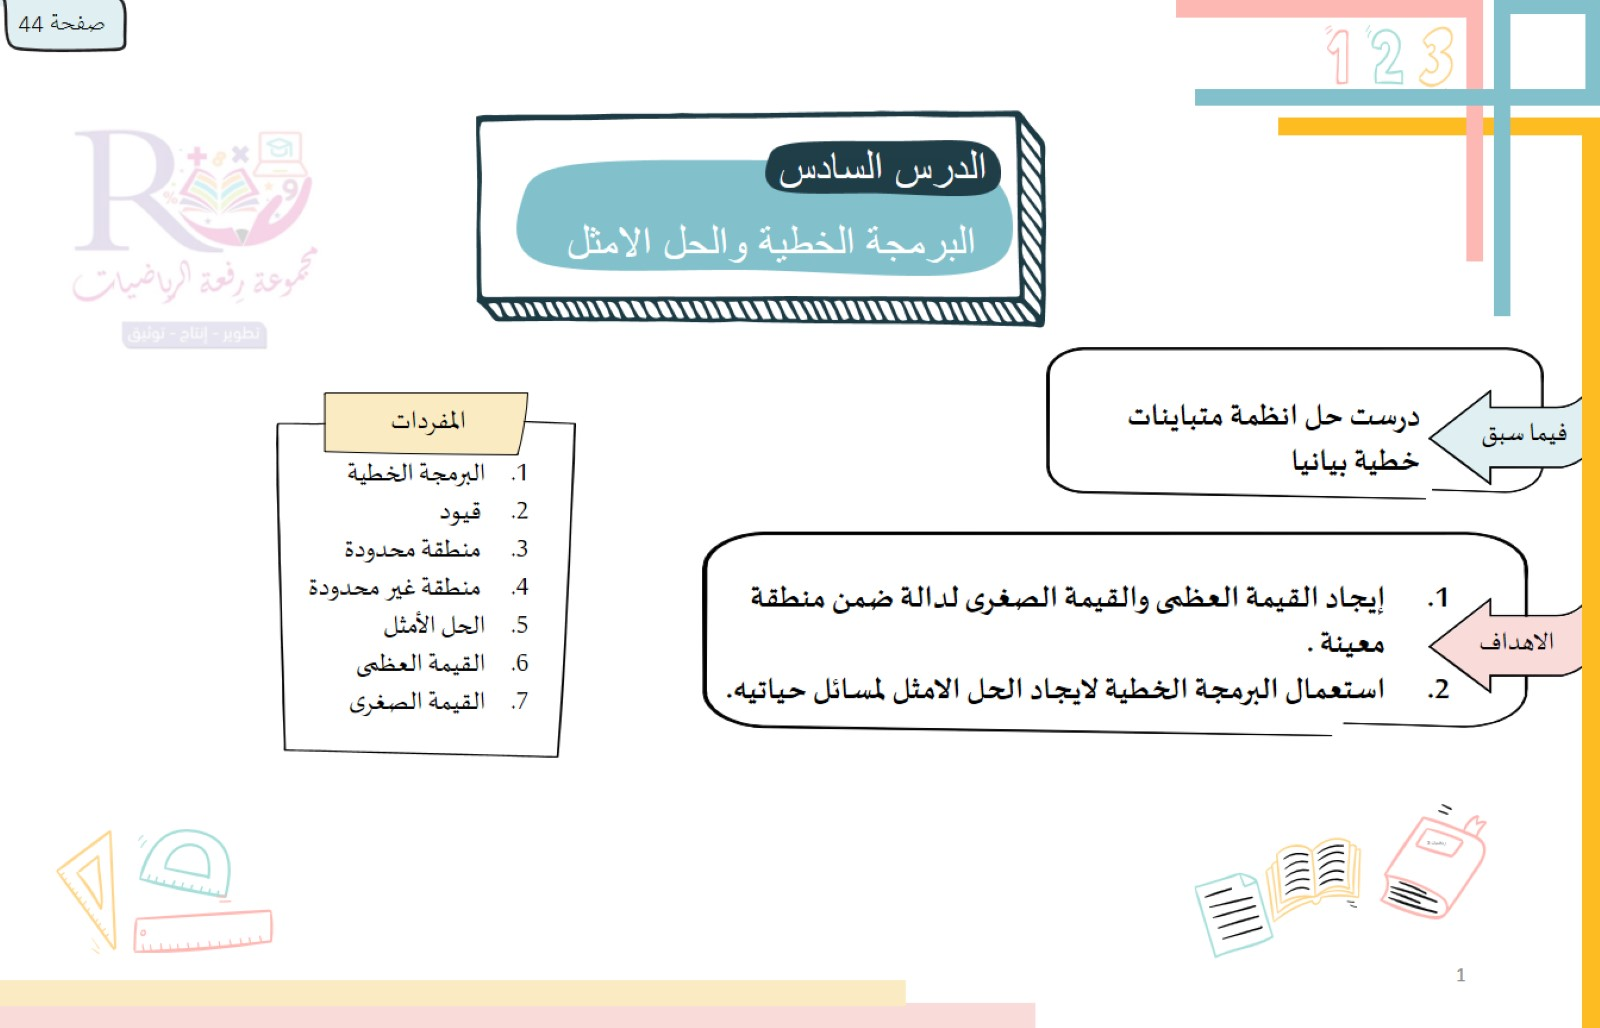 صفحة 44
1 2 3
مجموعة رفعة الرياضيات
تطوير - إنتاج - توثيق
الدرس السادس
البرمجة الخطية والحل الامثل
فيما سبق
درست حل انظمة متباينات
خطية بيانيا
الاهداف
1. إيجاد القيمة العظمى والقيمة الصغرى لدالة ضمن منطقة
معينة .
2. استعمال البرمجة الخطية لايجاد الحل الامثل لمسائل حياتيه.
المفردات
1. البرمجة الخطية
2. قيود
3. منطقة محدودة
4. منطقة غير محدودة
5. الحل الأمثل
6. القيمة العظمى
7. القيمة الصغرى
1